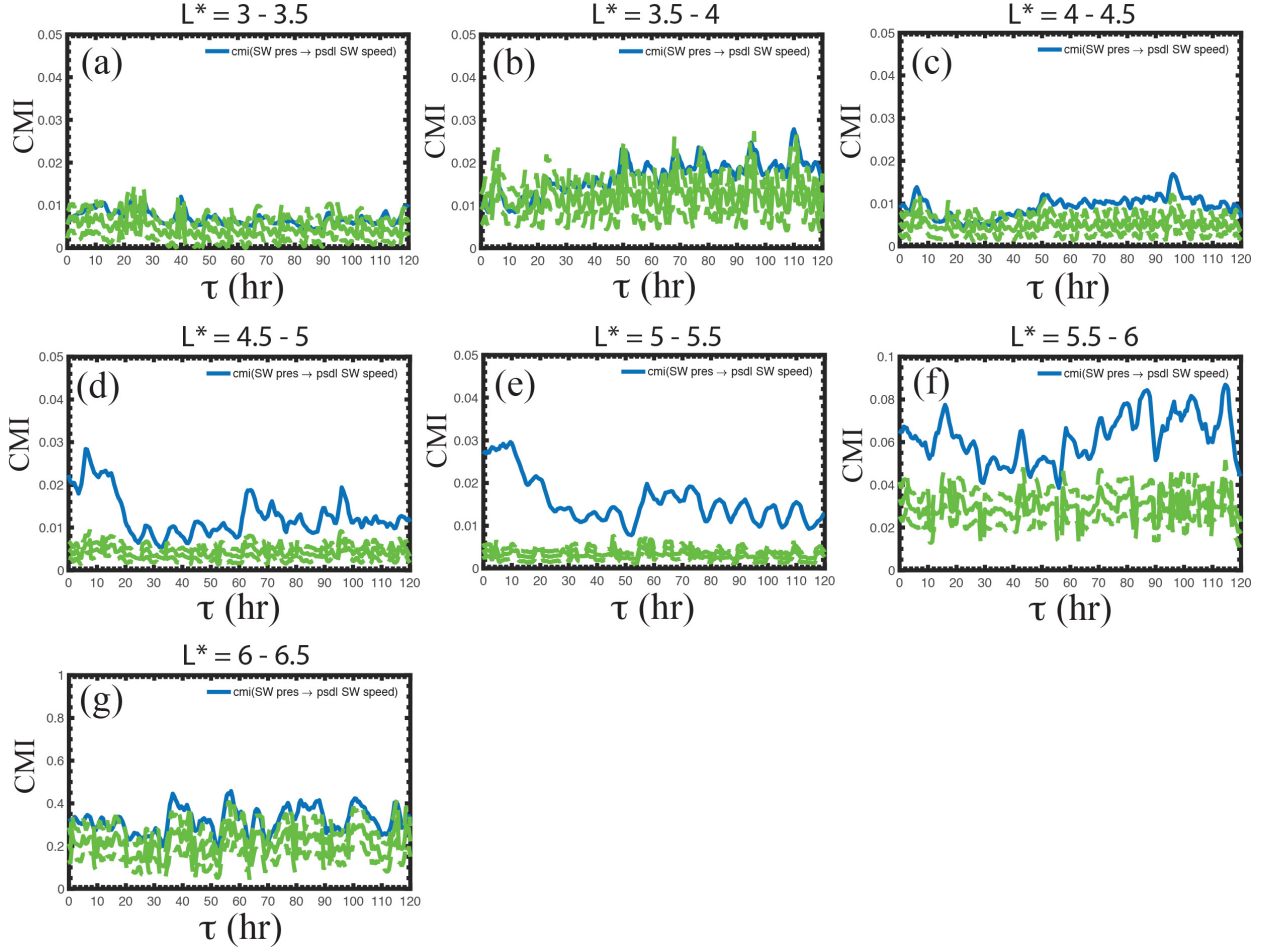 L* = 3 - 3.5
0.05
0.04
0.03
0.02
0.01
0
CMI
(a)
cmi(SW pres → psdl SW speed)
0 10 20 30 40 50 60 70 80 90 100 110 120
τ (hr)
L* = 3.5 - 4
0.05
0.04
0.03
0.02
0.01
0
CMI
(b)
cmi(SW pres → psdl SW speed)
0 10 20 30 40 50 60 70 80 90 100 110 120
τ (hr)
L* = 4 - 4.5
0.05
0.04
0.03
0.02
0.01
0
CMI
(c)
cmi(SW pres → psdl SW speed)
0 10 20 30 40 50 60 70 80 90 100 110 120
τ (hr)
L* = 4.5 - 5
0.05
0.04
0.03
0.02
0.01
0
CMI
(d)
cmi(SW pres → psdl SW speed)
0 10 20 30 40 50 60 70 80 90 100 110 120
τ (hr)
L* = 5 - 5.5
0.05
0.04
0.03
0.02
0.01
0
CMI
(e)
cmi(SW pres → psdl SW speed)
0 10 20 30 40 50 60 70 80 90 100 110 120
τ (hr)
L* = 5.5 - 6
0.1
0.08
0.06
0.04
0.02
0
CMI
(f)
cmi(SW pres → psdl SW speed)
0 10 20 30 40 50 60 70 80 90 100 110 120
τ (hr)
L* = 6 - 6.5
1
0.8
0.6
0.4
0.2
0
CMI
(g)
cmi(SW pres → psdl SW speed)
0 10 20 30 40 50 60 70 80 90 100 110 120
τ (hr)